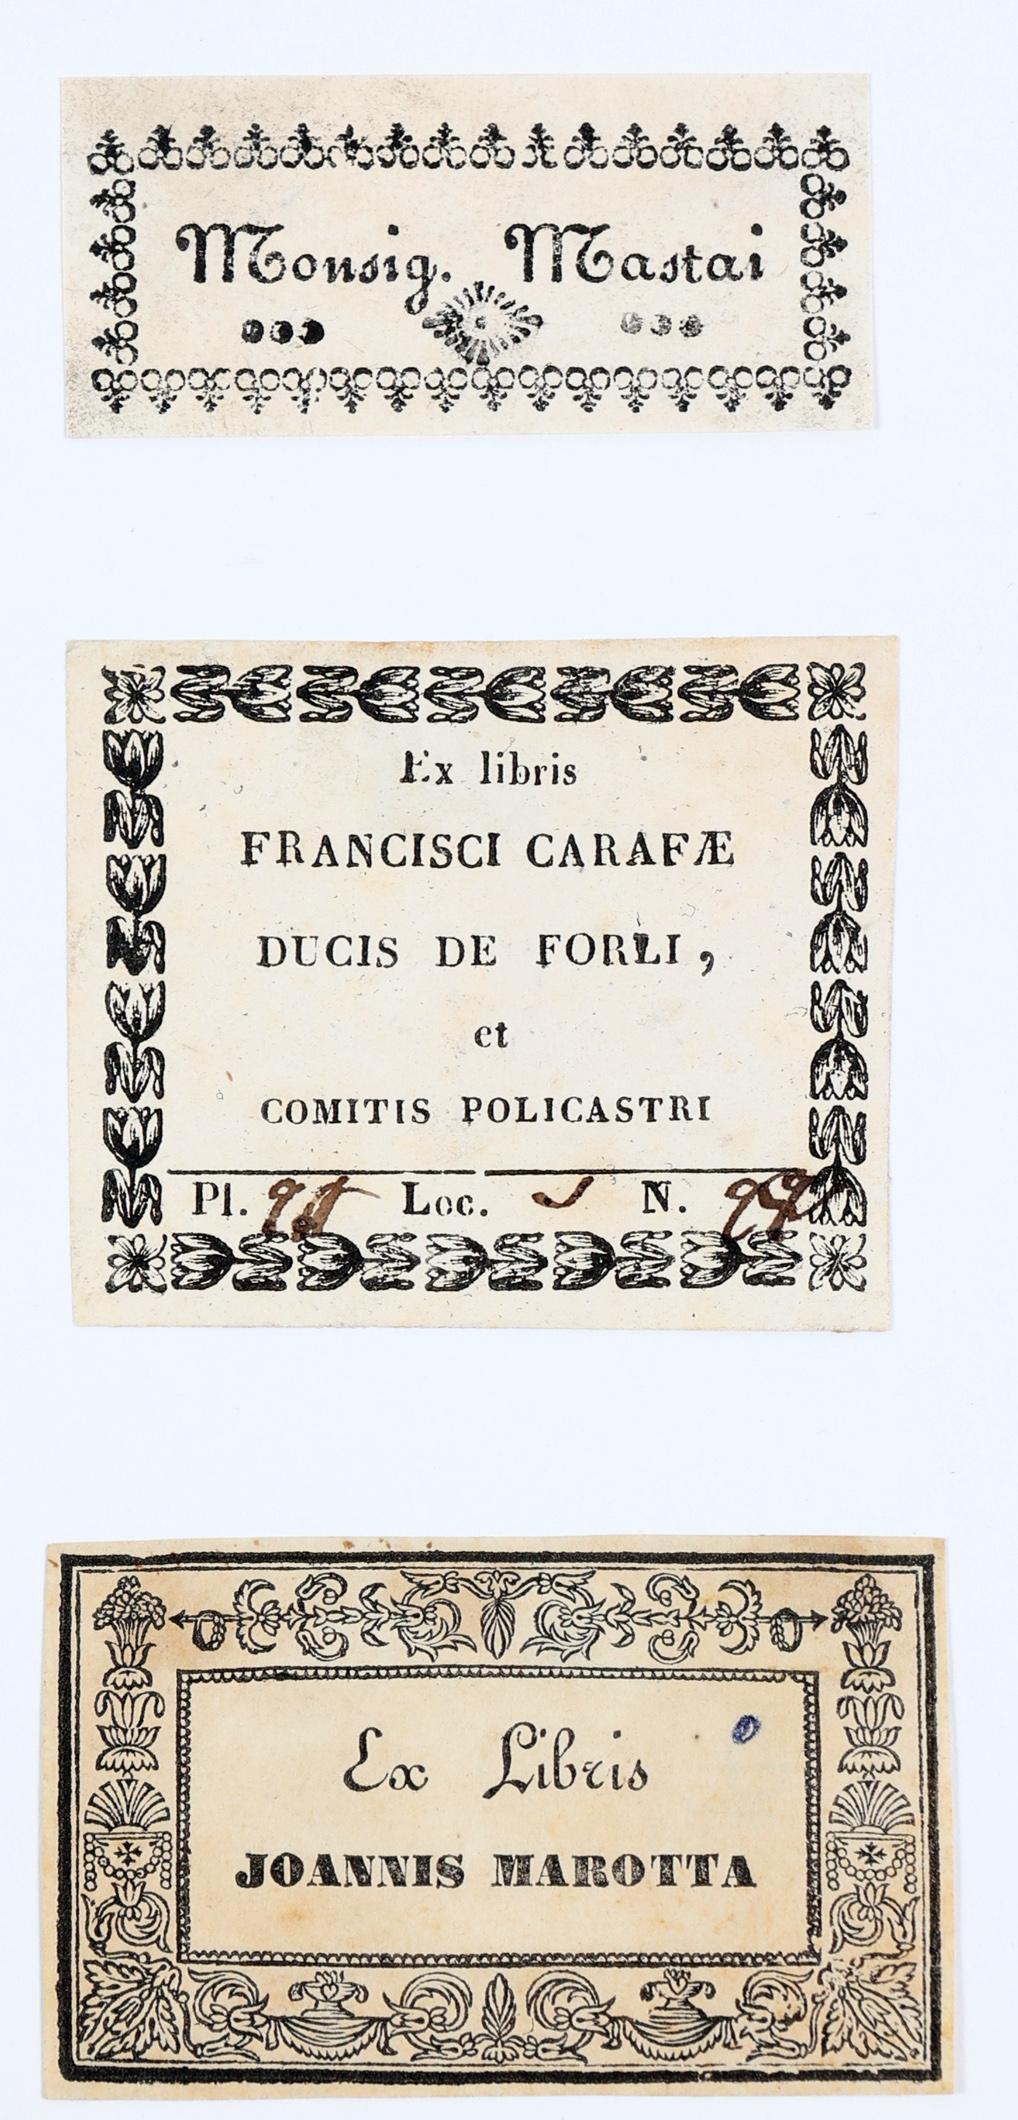 Monsig. Mastai
Ex libris
FRANCISCI CARAFÆ
DUCIS DE FORLI,
et
COMITIS POLICASTRI
Pl. Loc. N.
Ex Libris
JOANNIS MAROTTA